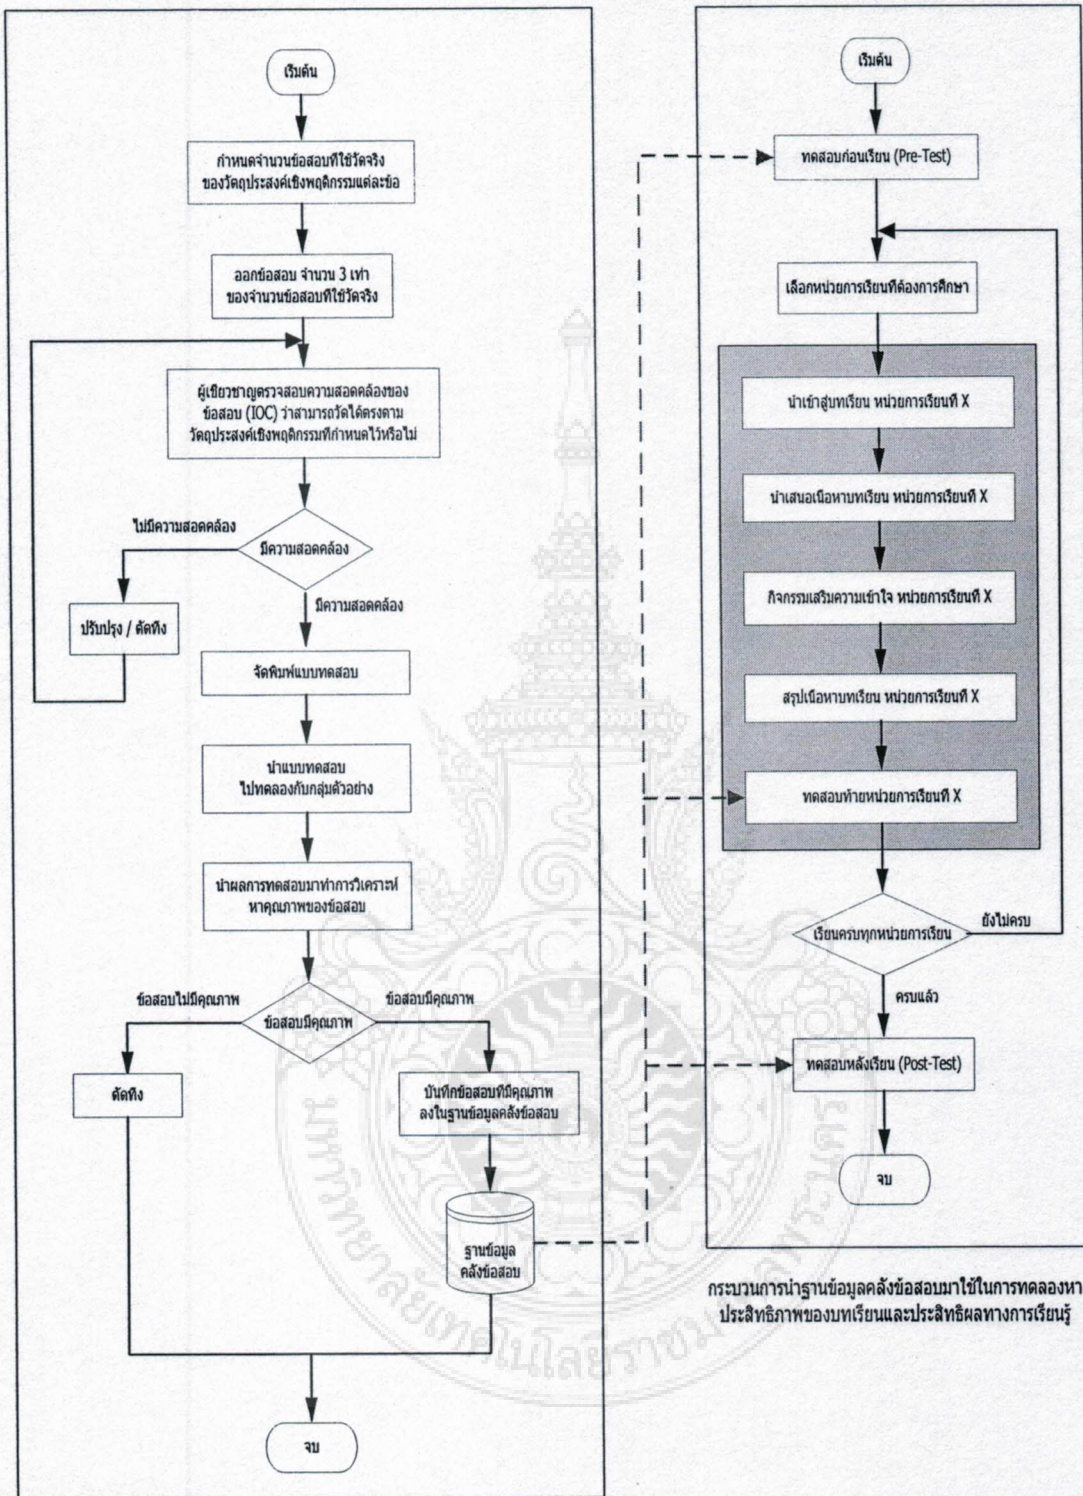 เริ่มต้น
กำหนดจำนวนข้อสอบที่ใช้วัดจริง
ของวัตถุประสงค์เชิงพฤติกรรมแต่ละข้อ
ออกข้อสอบ จำนวน 3 เท่า
ของจำนวนข้อสอบที่ใช้วัดจริง
ผู้เชี่ยวชาญตรวจสอบความสอดคล้องของ
ข้อสอบ (IOC) ว่าสามารถวัดได้ตรงตาม
วัตถุประสงค์เชิงพฤติกรรมที่กำหนดไว้หรือไม่
ไม่มีความสอดคล้อง
มีความสอดคล้อง
มีความสอดคล้อง
ปรับปรุง / ตัดทิ้ง
จัดพิมพ์แบบทดสอบ
นำแบบทดสอบ
ไปทดลองกับกลุ่มตัวอย่าง
นำผลการทดสอบมาทำการวิเคราะห์
หาคุณภาพของข้อสอบ
ข้อสอบไม่มีคุณภาพ
ข้อสอบมีคุณภาพ
ข้อสอบมีคุณภาพ
ตัดทิ้ง
บันทึกข้อสอบที่มีคุณภาพ
ลงในฐานข้อมูลคลังข้อสอบ
ฐานข้อมูล
คลังข้อสอบ
จบ
เริ่มต้น
ทดสอบก่อนเรียน (Pre-Test)
เลือกหน่วยการเรียนที่ต้องการศึกษา
นำเข้าสู่บทเรียน หน่วยการเรียนที่ X
นำเสนอเนื้อหาบทเรียน หน่วยการเรียนที่ X
กิจกรรมเสริมความเข้าใจ หน่วยการเรียนที่ X
สรุปเนื้อหาบทเรียน หน่วยการเรียนที่ X
ทดสอบท้ายหน่วยการเรียนที่ X
เรียนครบทุกหน่วยการเรียน
ยังไม่ครบ
ครบแล้ว
ทดสอบหลังเรียน (Post-Test)
จบ
กระบวนการนำฐานข้อมูลคลังข้อสอบมาใช้ในการทดลองหา
ประสิทธิภาพของบทเรียนและประสิทธิผลทางการเรียนรู้
มหาวิทยาลัยเทคโนโลยีราชมงคลพระนคร